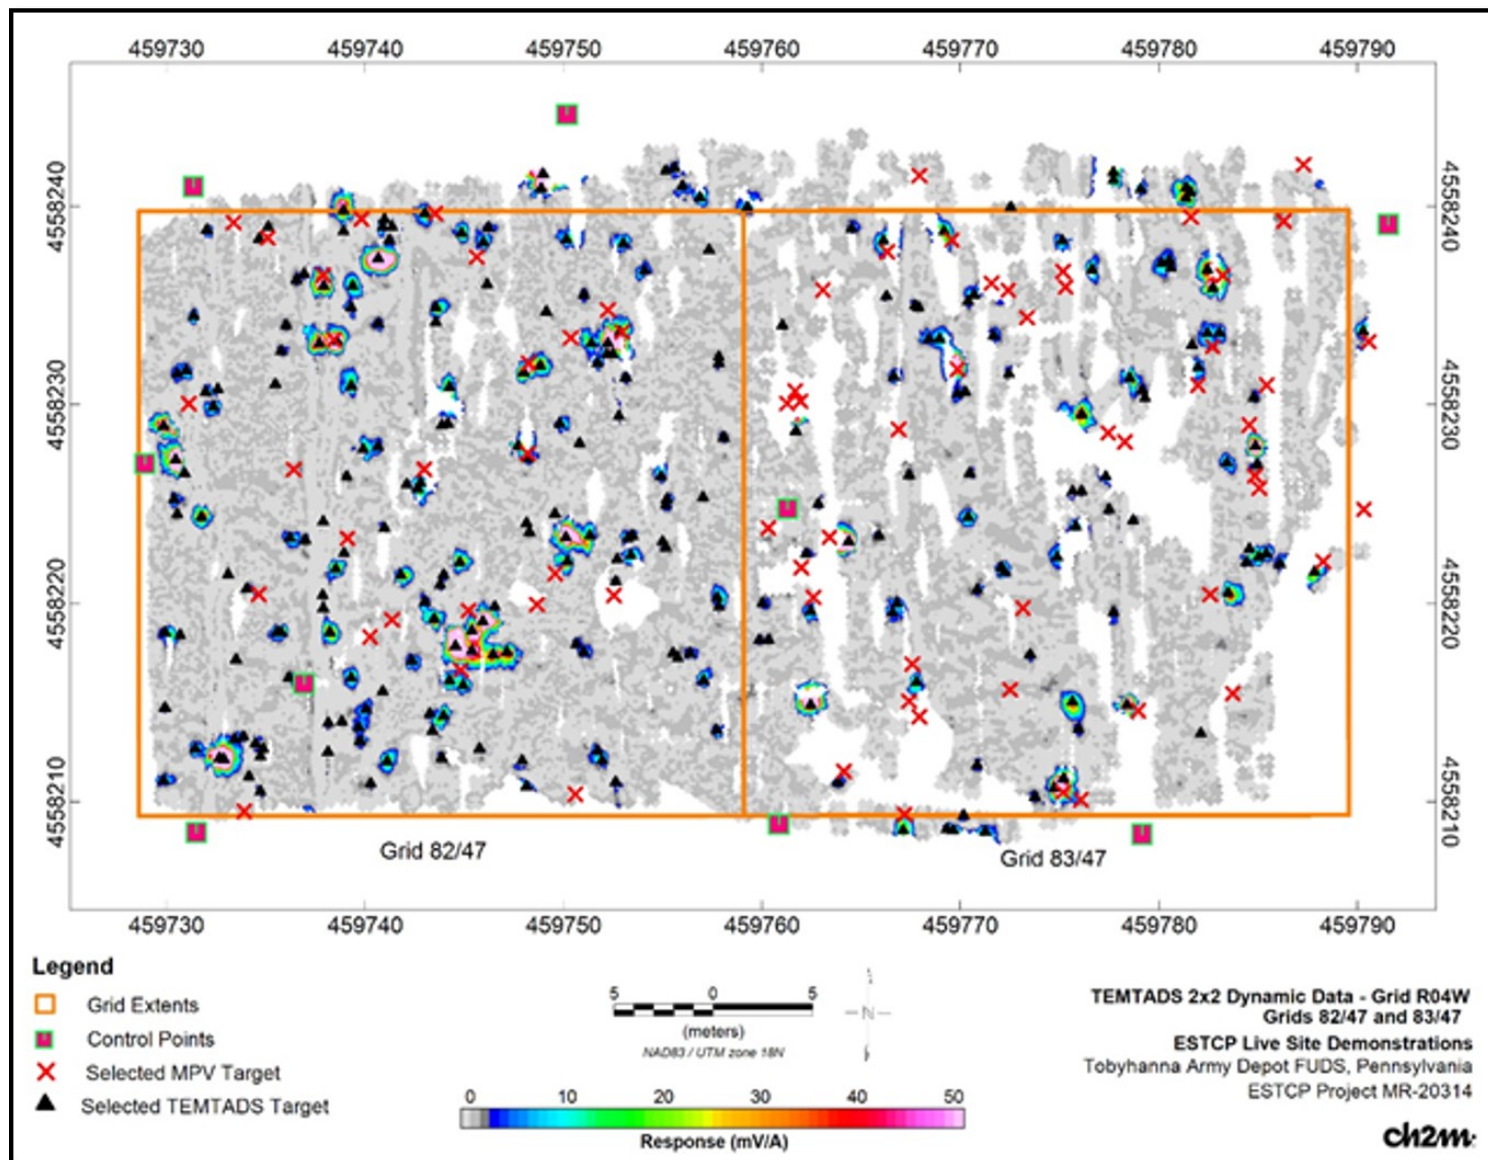 459730 459740 459750 459760 459770 459780 459790
4558240 4558240
4558230 4558230
4558220 4558220
4558210 4558210
Grid 82/47 Grid 83/47
459730 459740 459750 459760 459770 459780 459790
Legend
Grid Extents
Control Points
Selected MPV Target
Selected TEMTADS Target
5 0 5
(meters)
NAD83 / UTM zone 18N
N
0 10 20 30 40 50
Response (mV/A)
TEMTADS 2x2 Dynamic Data - Grid R04W
Grids 82/47 and 83/47
ESTCP Live Site Demonstrations
Tobyhanna Army Depot FUDS, Pennsylvania
ESTCP Project MR-20314
ch2m: